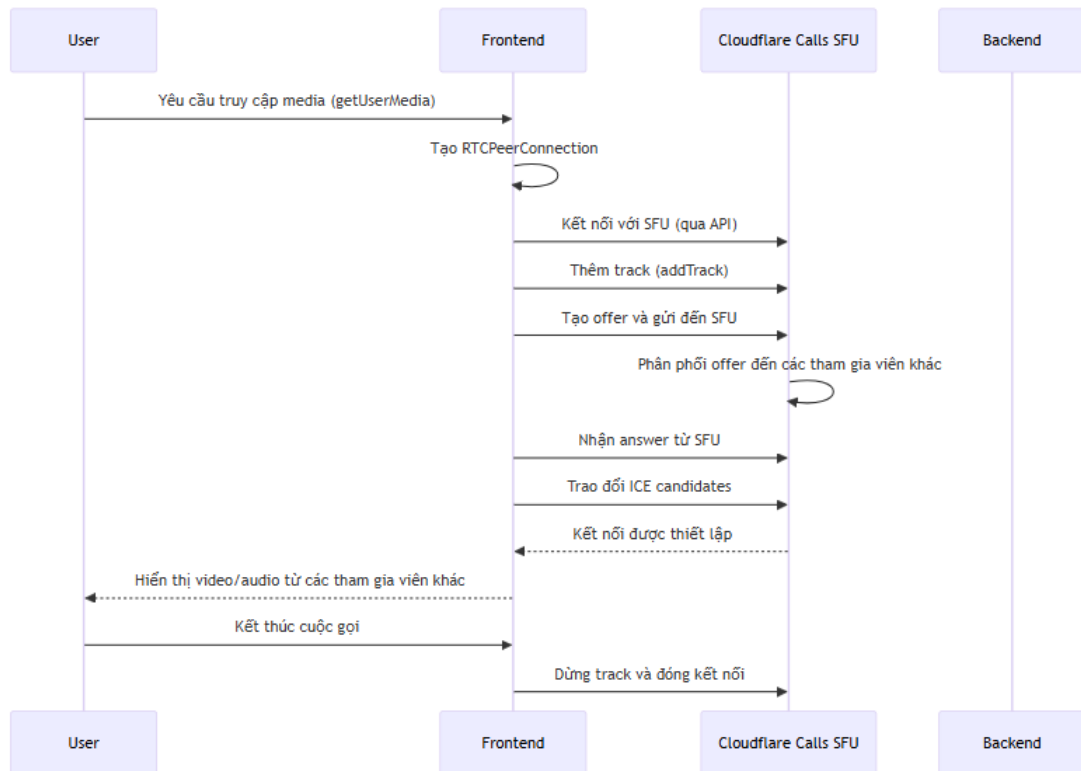 User
Frontend
Cloudflare Calls SFU
Backend
Yêu cầu truy cập media (getUserMedia)
Tạo RTCPeerConnection
Kết nối với SFU (qua API)
Thêm track (addTrack)
Tạo offer và gửi đến SFU
Phân phối offer đến các tham gia viên khác
Nhận answer từ SFU
Trao đổi ICE candidates
Kết nối được thiết lập
Hiển thị video/audio từ các tham gia viên khác
Kết thúc cuộc gọi
Dừng track và đóng kết nối
User
Frontend
Cloudflare Calls SFU
Backend